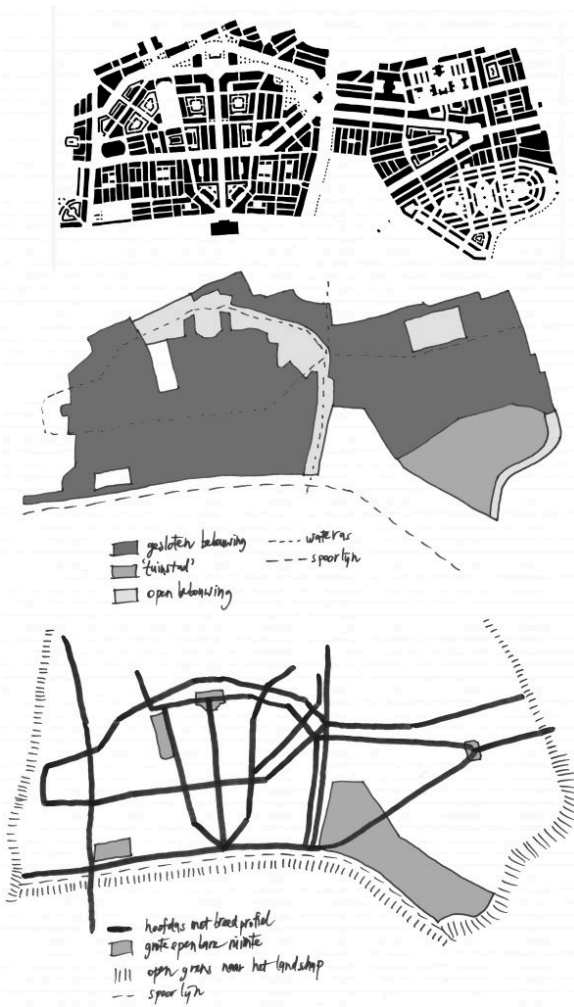 gesloten bebouwing
'tuinstad'
open bebouwing
wateras
spoorlijn
hoofdas met breed profiel
grote openbare ruimte
open grens naar het landschap
spoorlijn